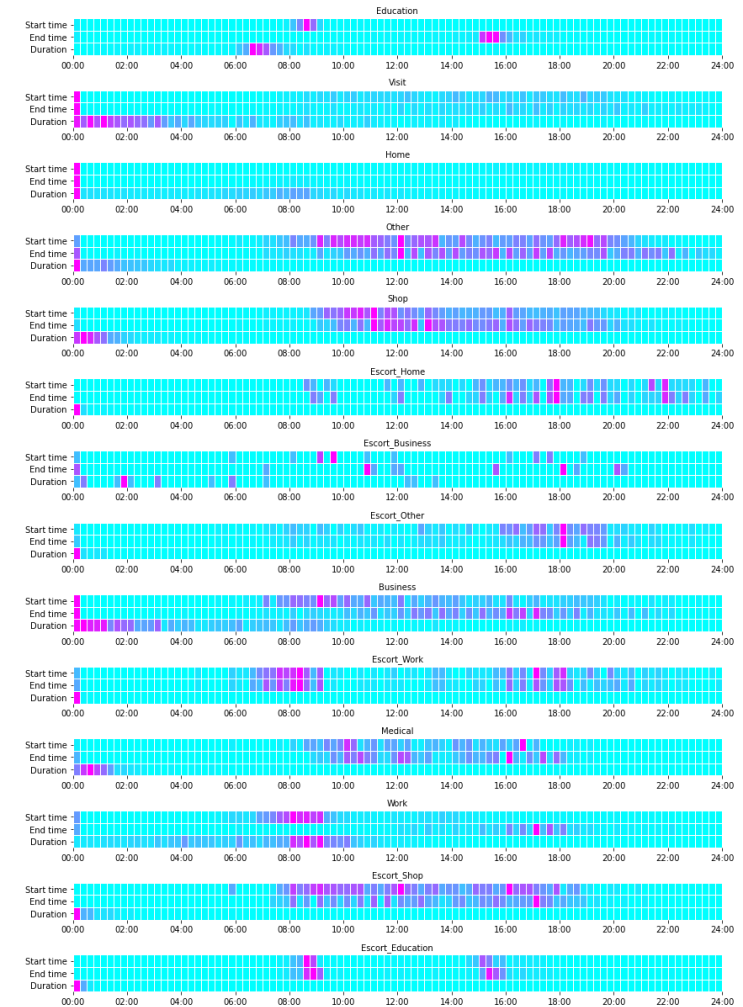 Education
Start time
End time
Duration
00:00 02:00 04:00 06:00 08:00 10:00 12:00 14:00 16:00 18:00 20:00 22:00 24:00
Visit
Start time
End time
Duration
00:00 02:00 04:00 06:00 08:00 10:00 12:00 14:00 16:00 18:00 20:00 22:00 24:00
Home
Start time
End time
Duration
00:00 02:00 04:00 06:00 08:00 10:00 12:00 14:00 16:00 18:00 20:00 22:00 24:00
Other
Start time
End time
Duration
00:00 02:00 04:00 06:00 08:00 10:00 12:00 14:00 16:00 18:00 20:00 22:00 24:00
Shop
Start time
End time
Duration
00:00 02:00 04:00 06:00 08:00 10:00 12:00 14:00 16:00 18:00 20:00 22:00 24:00
Escort_Home
Start time
End time
Duration
00:00 02:00 04:00 06:00 08:00 10:00 12:00 14:00 16:00 18:00 20:00 22:00 24:00
Escort_Business
Start time
End time
Duration
00:00 02:00 04:00 06:00 08:00 10:00 12:00 14:00 16:00 18:00 20:00 22:00 24:00
Escort_Other
Start time
End time
Duration
00:00 02:00 04:00 06:00 08:00 10:00 12:00 14:00 16:00 18:00 20:00 22:00 24:00
Business
Start time
End time
Duration
00:00 02:00 04:00 06:00 08:00 10:00 12:00 14:00 16:00 18:00 20:00 22:00 24:00
Escort_Work
Start time
End time
Duration
00:00 02:00 04:00 06:00 08:00 10:00 12:00 14:00 16:00 18:00 20:00 22:00 24:00
Medical
Start time
End time
Duration
00:00 02:00 04:00 06:00 08:00 10:00 12:00 14:00 16:00 18:00 20:00 22:00 24:00
Work
Start time
End time
Duration
00:00 02:00 04:00 06:00 08:00 10:00 12:00 14:00 16:00 18:00 20:00 22:00 24:00
Escort_Shop
Start time
End time
Duration
00:00 02:00 04:00 06:00 08:00 10:00 12:00 14:00 16:00 18:00 20:00 22:00 24:00
Escort_Education
Start time
End time
Duration
00:00 02:00 04:00 06:00 08:00 10:00 12:00 14:00 16:00 18:00 20:00 22:00 24:00